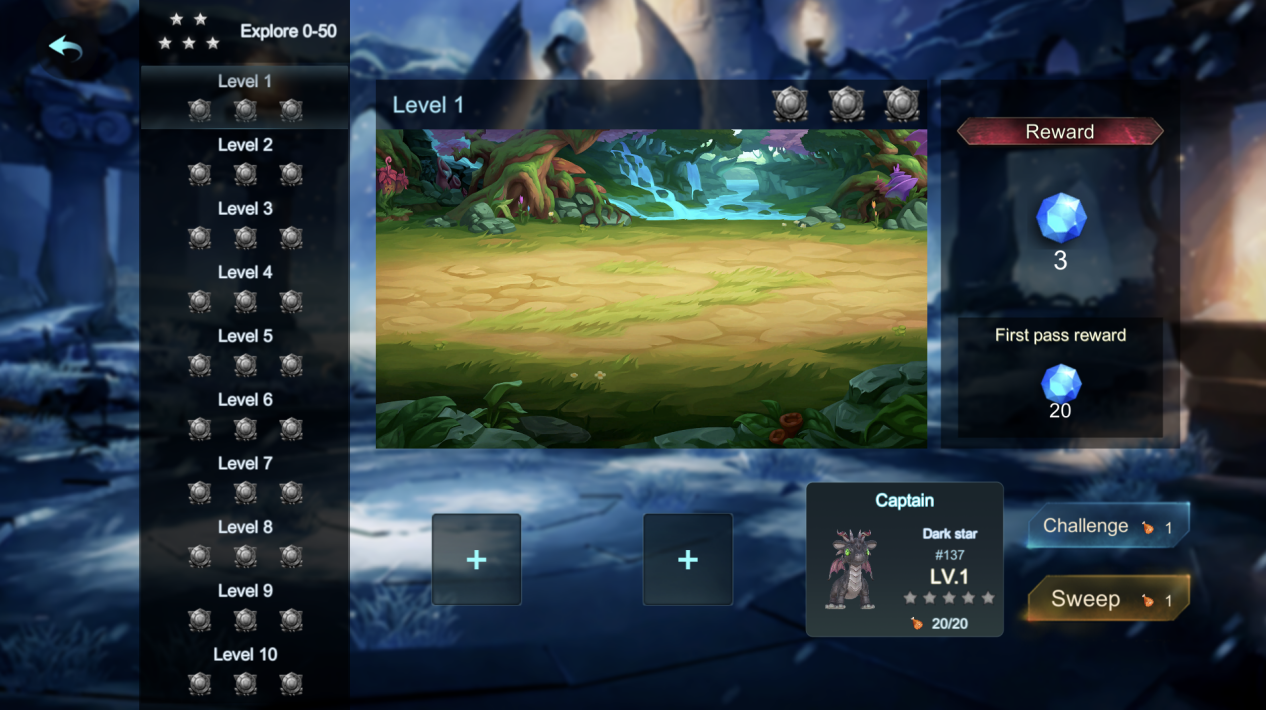 Explore 0-50
Level 1
Level 2
Level 3
Level 4
Level 5
Level 6
Level 7
Level 8
Level 9
Level 10
Level 1
Reward
3
First pass reward
20
+
+
Captain
Dark star
#137
LV.1
20/20
Challenge 1
Sweep 1